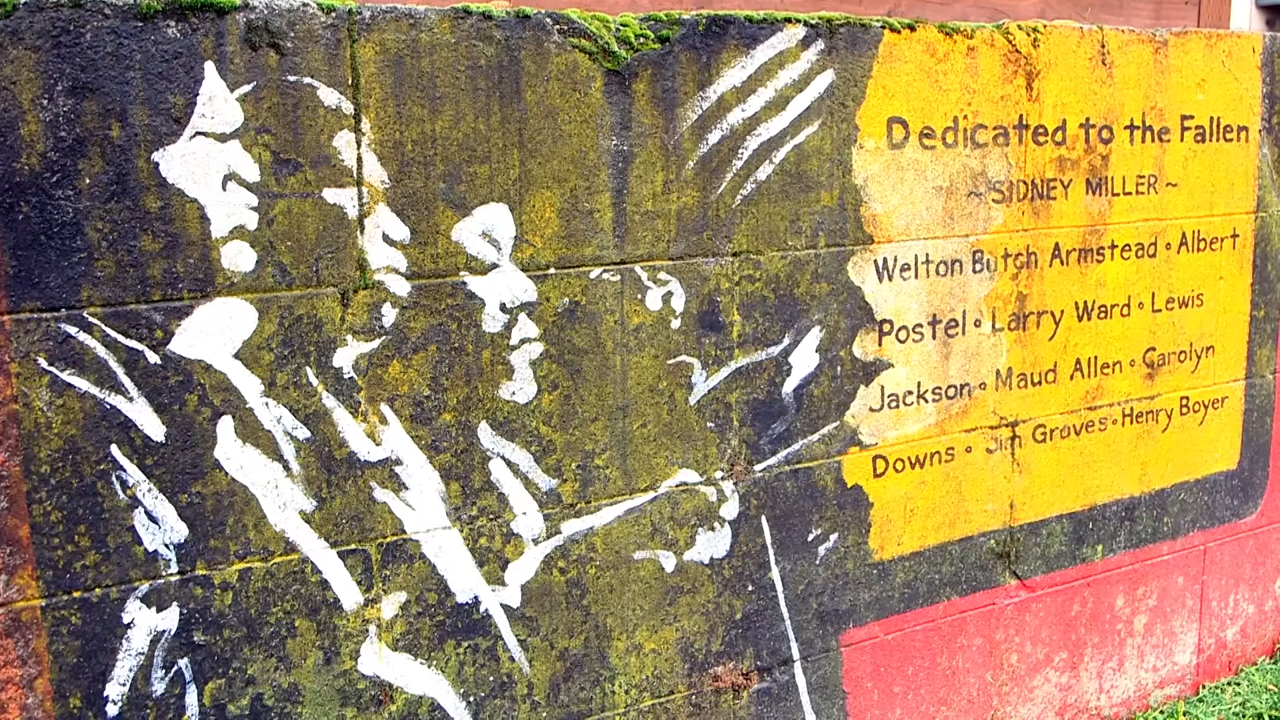 Dedicated to the Fallen
~ SIDNEY MILLER ~
Welton Butch Armstead • Albert
Postel • Larry Ward • Lewis
Jackson • Maud Allen • Carolyn
Downs • Jim Groves • Henry Boyer